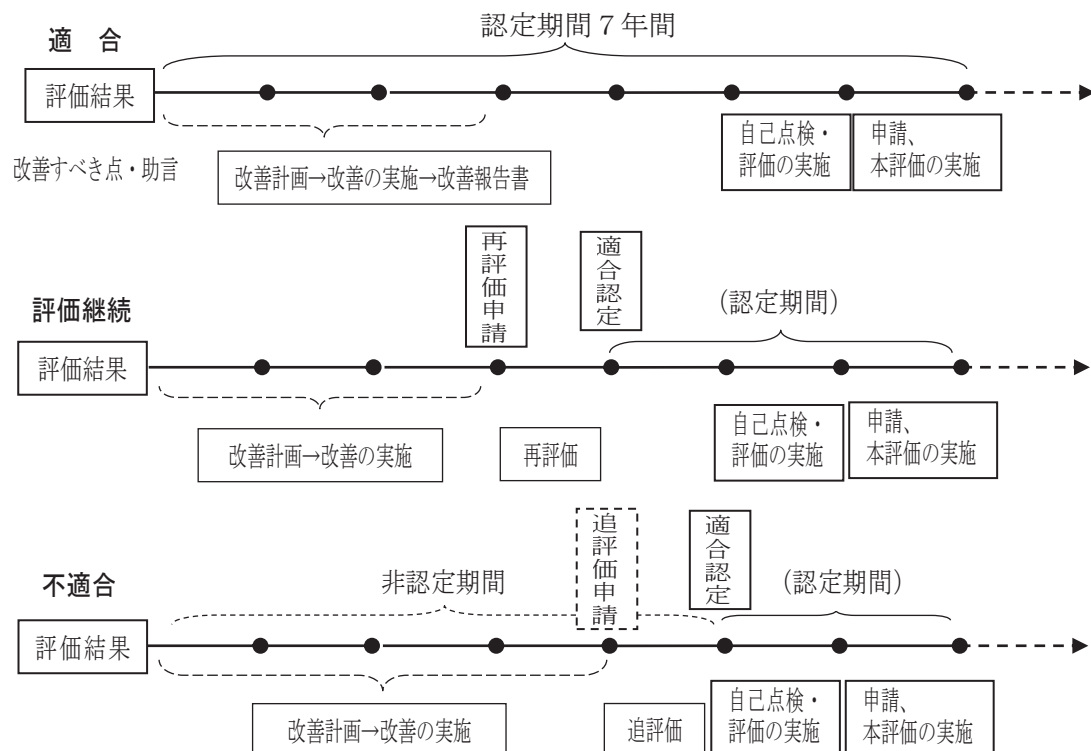 適　合
認定期間７年間
評価結果
改善すべき点・助言
改善計画→改善の実施→改善報告書
自己点検・
評価の実施
申請、
本評価の実施
評価継続
再評価申請
適合認定
(認定期間)
評価結果
改善計画→改善の実施
再評価
自己点検・
評価の実施
申請、
本評価の実施
不適合
非認定期間
追評価申請
適合認定
(認定期間)
評価結果
改善計画→改善の実施
追評価
自己点検・
評価の実施
申請、
本評価の実施